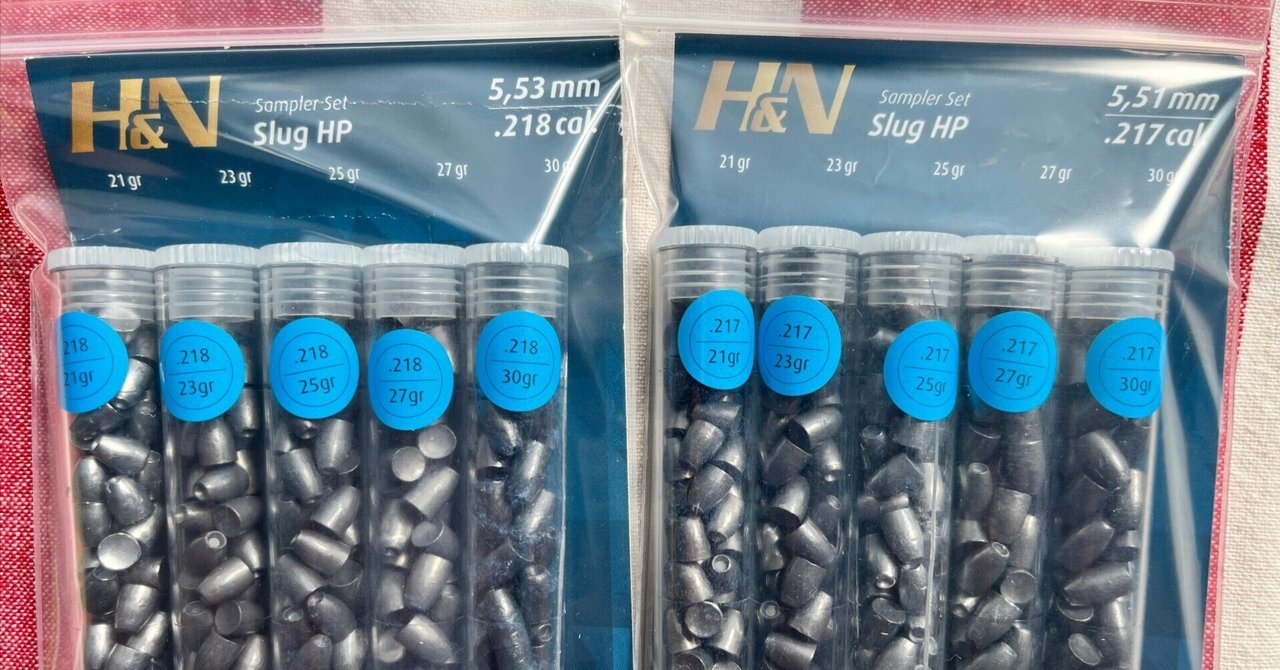 H&N
Sampler Set
Slug HP
5,53 mm
.218 cal.
21 gr 23 gr 25 gr 27 gr 30 gr
.218
21gr
.218
23gr
.218
25gr
.218
27gr
.218
30gr
H&N
Sampler Set
Slug HP
5,51 mm
.217 cal
21 gr 23 gr 25 gr 27 gr 30 gr
.217
21gr
.217
23gr
.217
25gr
.217
27gr
.217
30gr